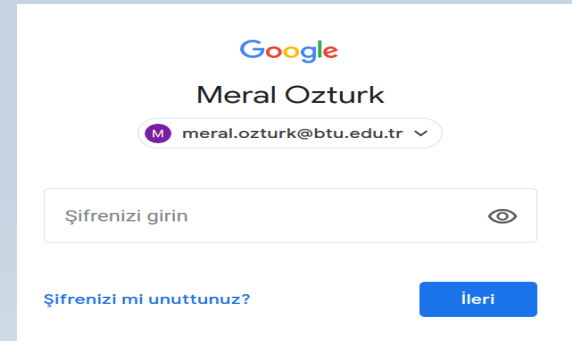 Google
Meral Ozturk
M meral.ozturk@btu.edu.tr
Şifrenizi girin
Şifrenizi mi unuttunuz? İleri